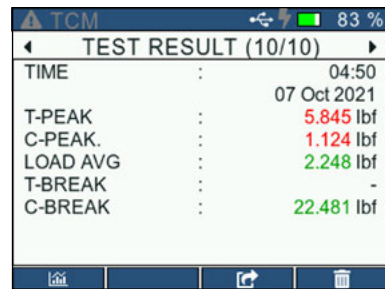 TCM 83 %
TEST RESULT (10/10)
TIME : 04:50
07 Oct 2021
T-PEAK : 5.845 lbf
C-PEAK. : 1.124 lbf
LOAD AVG : 2.248 lbf
T-BREAK : -
C-BREAK : 22.481 lbf